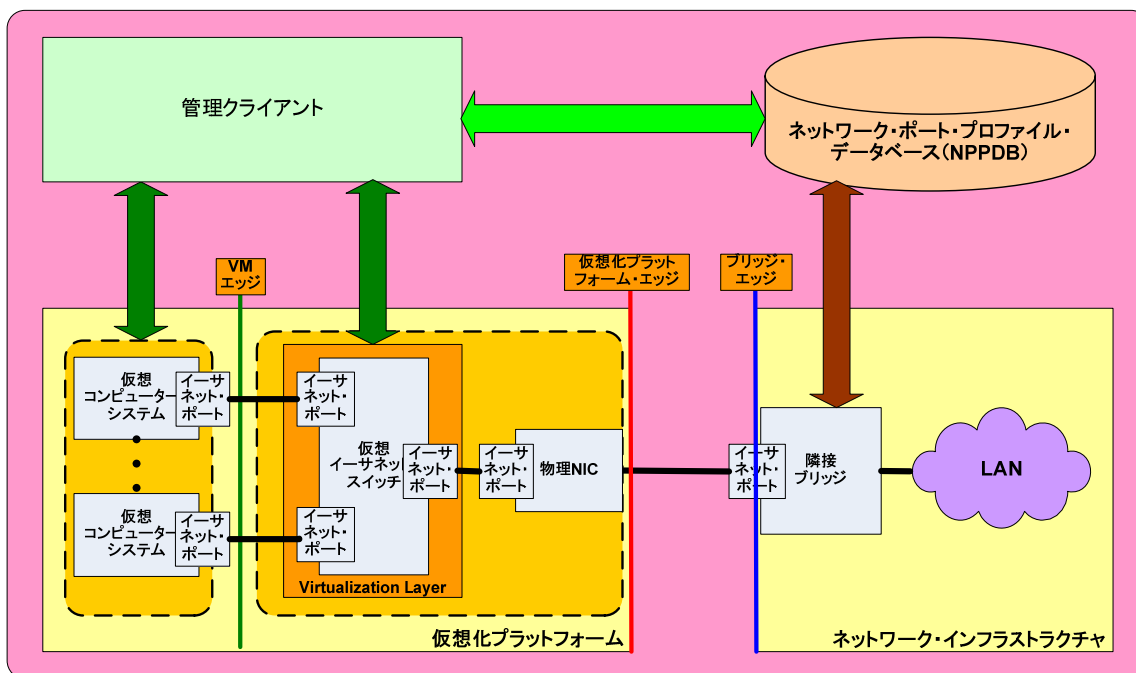 管理クライアント
ネットワーク・ポート・プロファイル・
データベース(NPPDB)
VM
エッジ
仮想化プラット
フォーム・エッジ
ブリッジ・
エッジ
仮想
コンピューター
システム
イーサ
ネット・
ポート
イーサ
ネット・
ポート
仮想
イーサネット
スイッチ
イーサ
ネット・
ポート
イーサ
ネット・
ポート
物理NIC
イーサ
ネット・
ポート
隣接
ブリッジ
LAN
仮想
コンピューター
システム
イーサ
ネット・
ポート
イーサ
ネット・
ポート
Virtualization Layer
仮想化プラットフォーム
ネットワーク・インフラストラクチャ